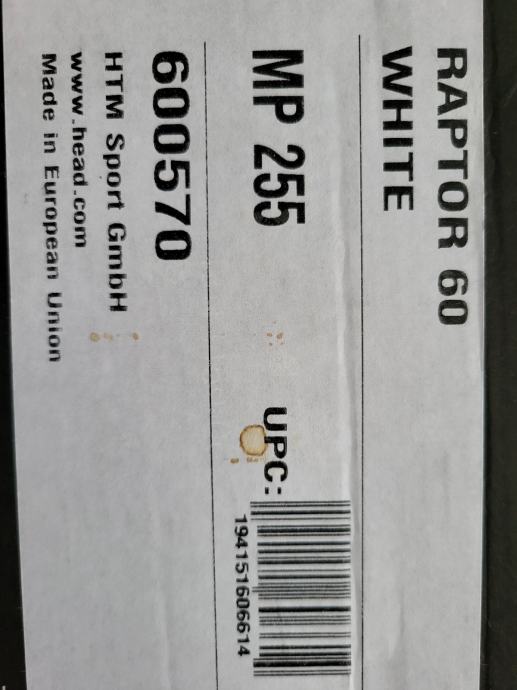 RAPTOR 60
WHITE
MP 255
UPC:
194151606614
600570
HTM Sport GmbH
www.head.com
Made in European Union